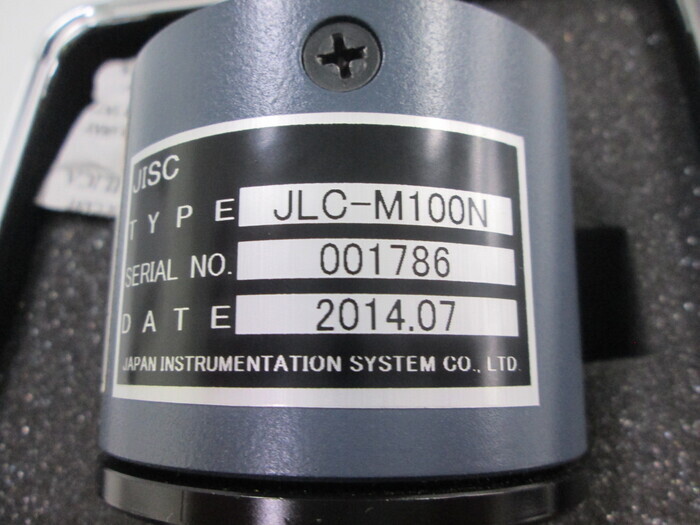 JISC
TYPE JLC-M100N
SERIAL NO. 001786
DATE 2014.07
JAPAN INSTRUMENTATION SYSTEM CO., LTD.